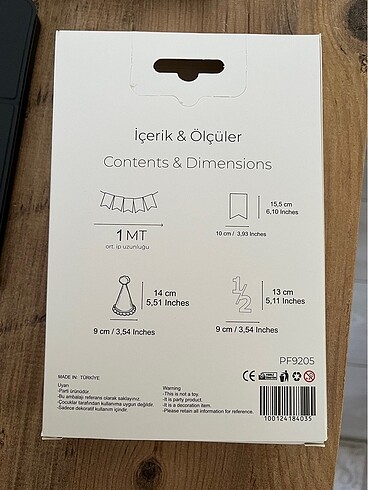 İçerik & Ölçüler
Contents & Dimensions
1 MT
ort. ip uzunluğu
15,5 cm
6,10 Inches
10 cm / 3,93 Inches
14 cm
5,51 Inches
9 cm / 3,54 Inches
1/2
13 cm
5,11 Inches
9 cm / 3,54 Inches
PF9205
MADE IN: TÜRKİYE
CE
Uyarı
-Parti ürünüdür.
-Bu ambalajı referans olarak saklayınız.
-Çocuklar tarafından kullanıma uygun değildir.
-Sadece dekoratif kullanım içindir.
Warning
-This is not a toy.
-It is party product.
-It is a decoration item.
-Please retain all information for reference.
100124184035